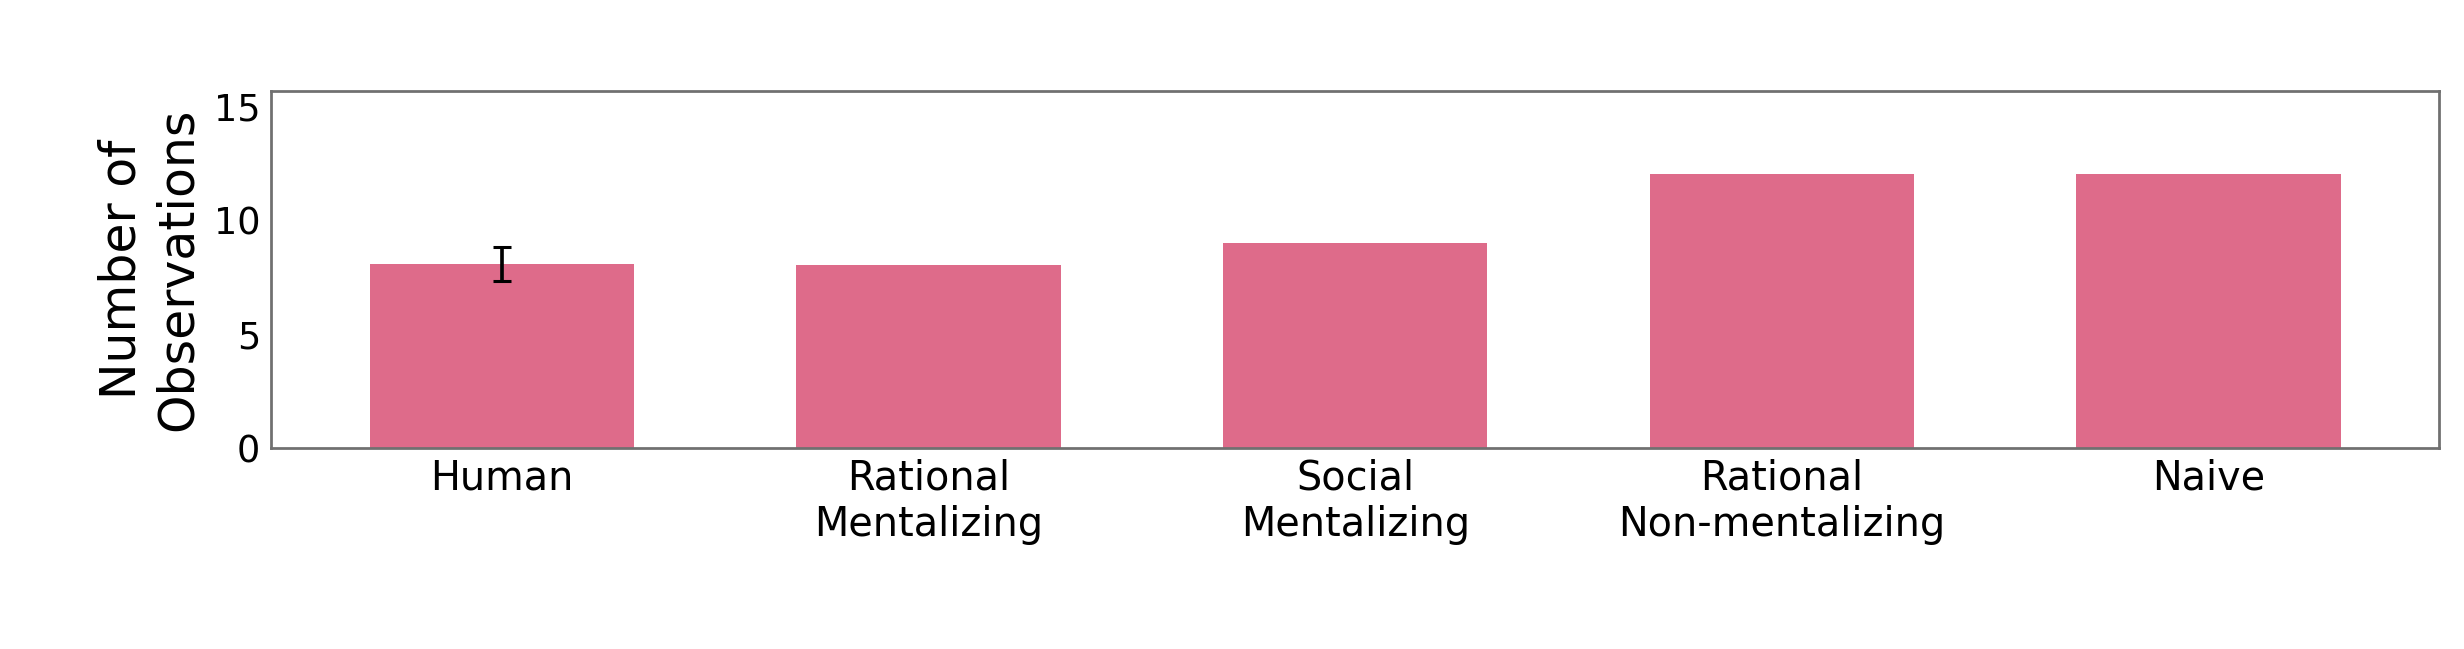 Number of
Observations
15
10
5
0
Human
Rational
Mentalizing
Social
Mentalizing
Rational
Non-mentalizing
Naive